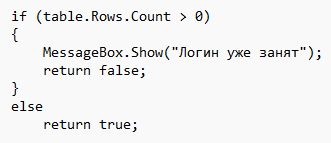 if (table.Rows.Count > 0)
{
    MessageBox.Show("Логин уже занят");
    return false;
}
else
    return true;